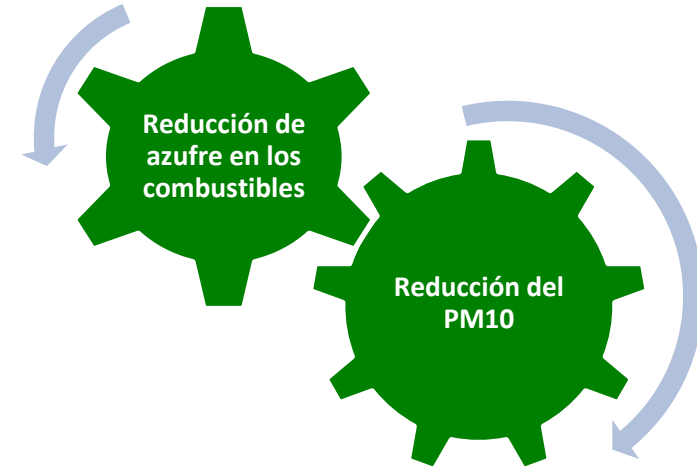 Reducción de
azufre en los
combustibles
Reducción del
PM10